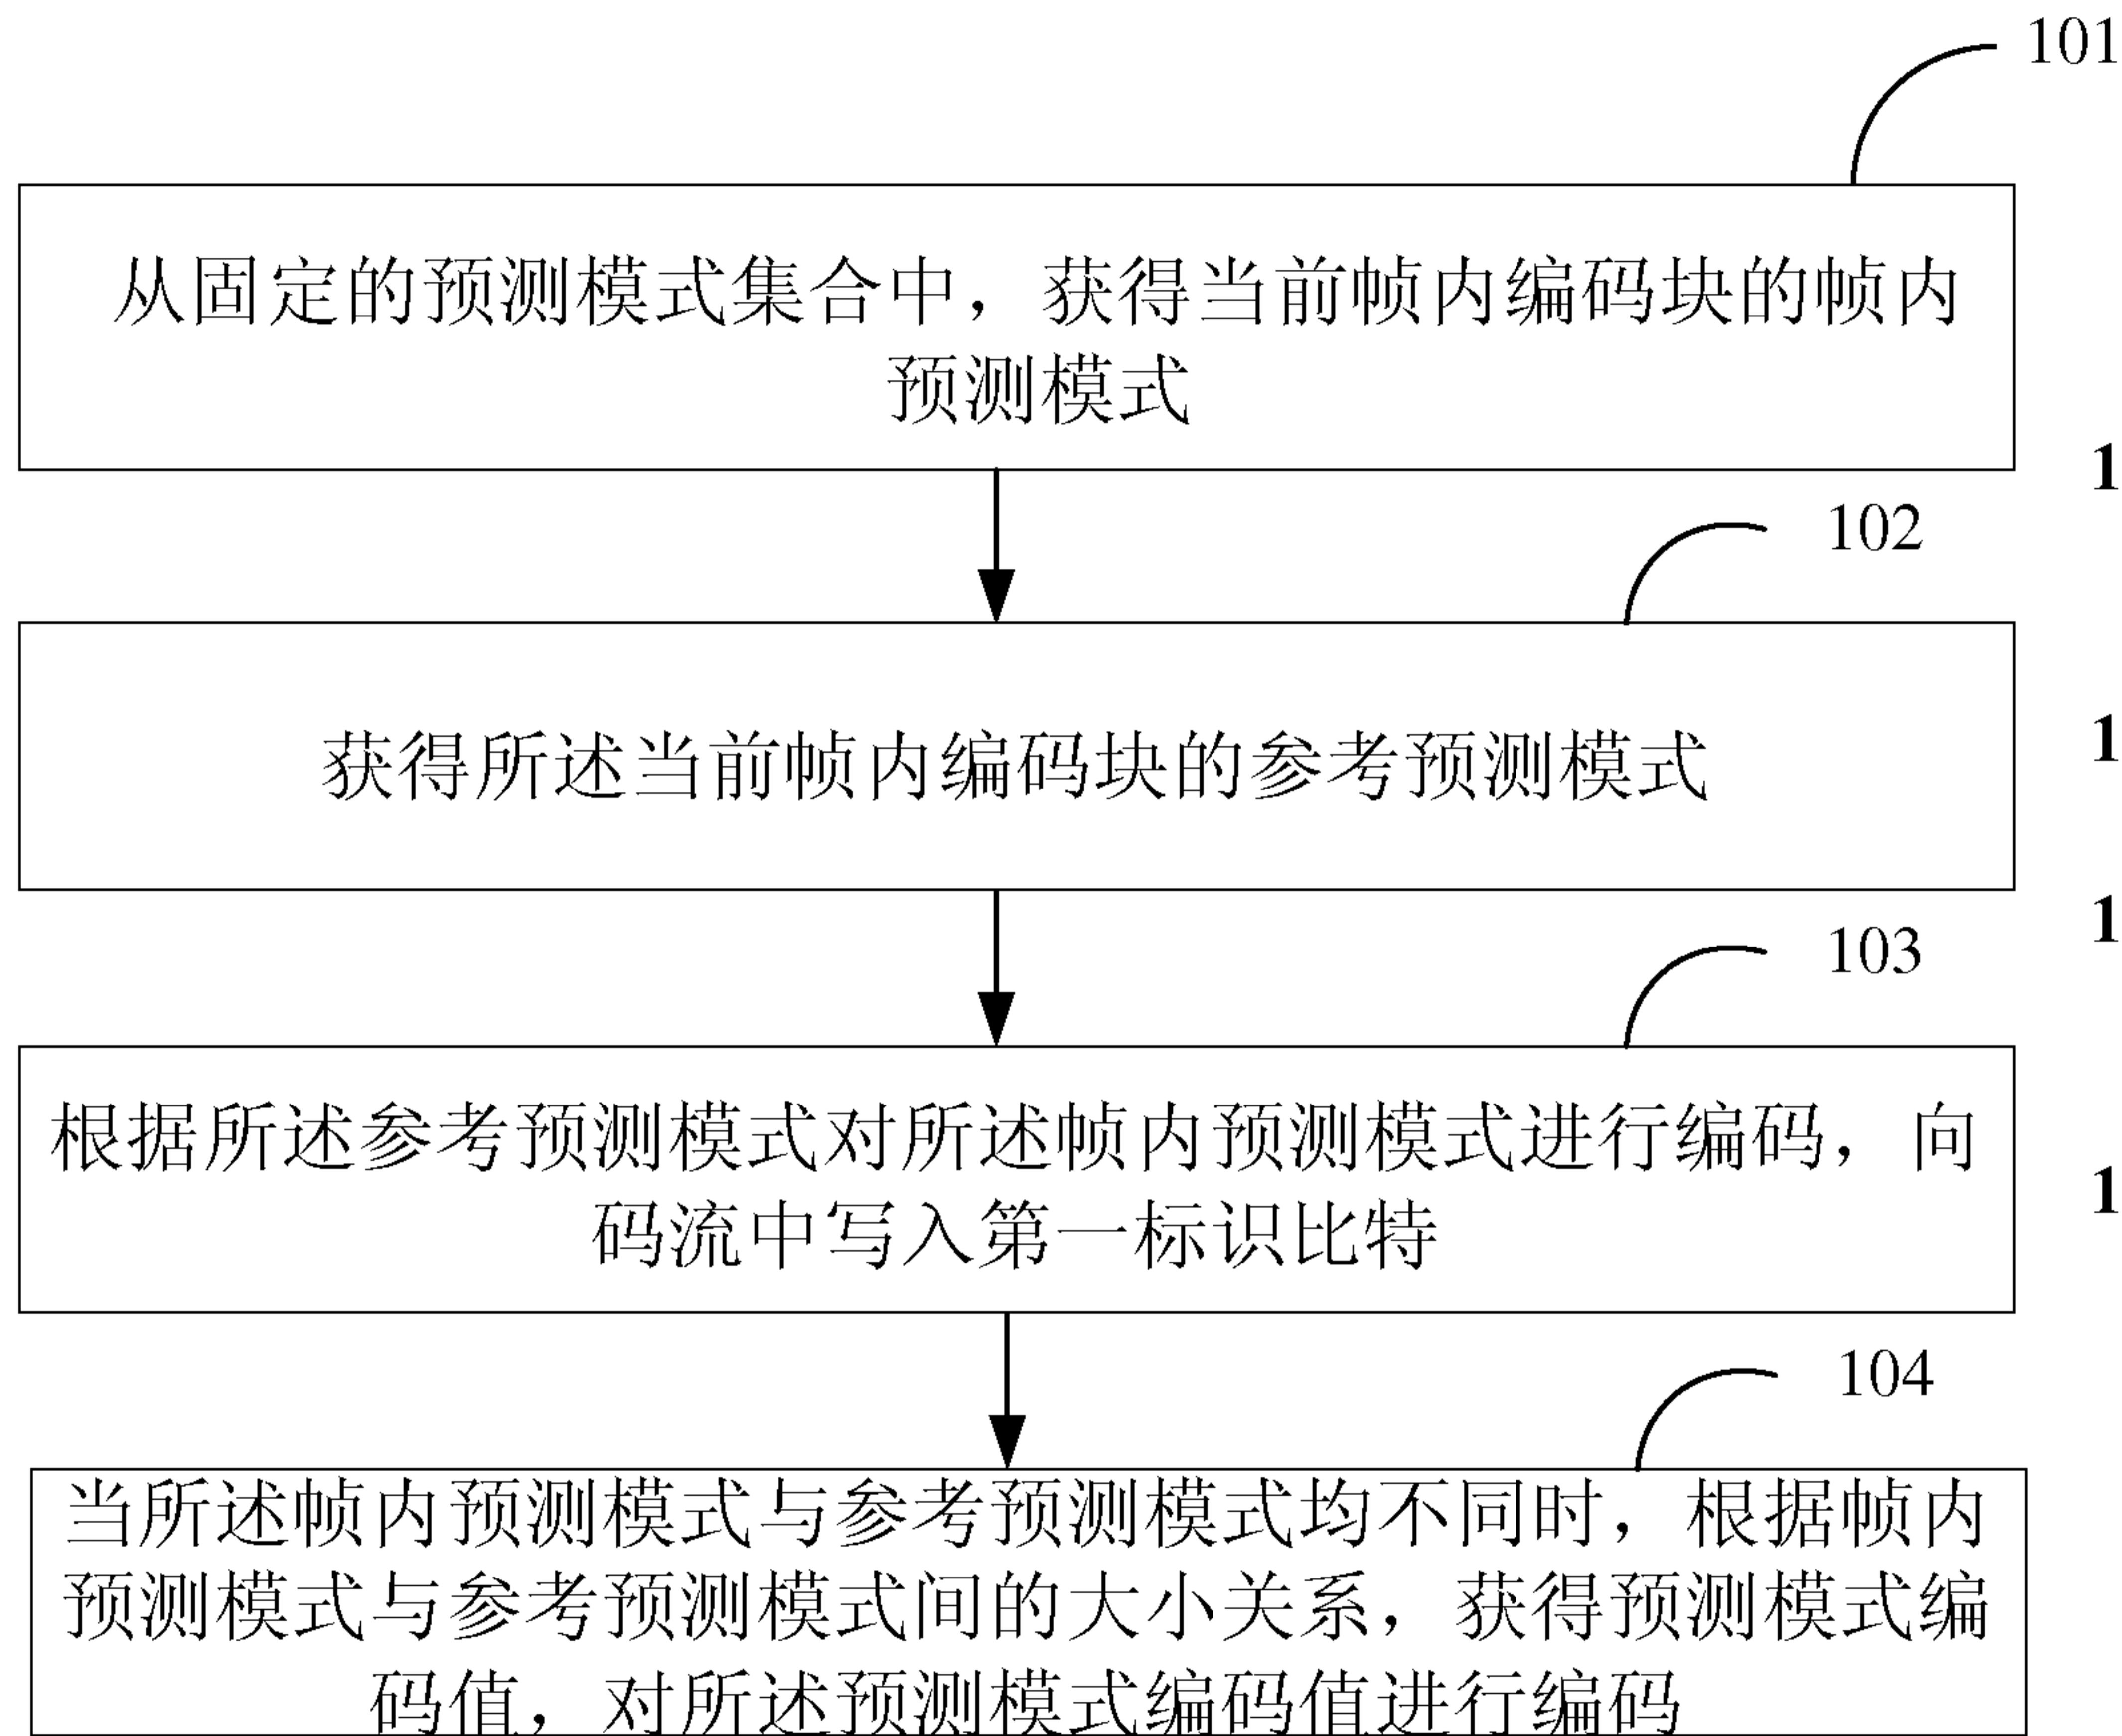 101
从固定的预测模式集合中，获得当前帧内编码块的帧内
预测模式
1
102
获得所述当前帧内编码块的参考预测模式
1
1
103
根据所述参考预测模式对所述帧内预测模式进行编码，向
码流中写入第一标识比特
1
104
当所述帧内预测模式与参考预测模式均不同时，根据帧内
预测模式与参考预测模式间的大小关系，获得预测模式编
码值，对所述预测模式编码值进行编码